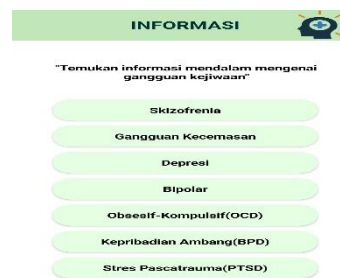 INFORMASI
"Temukan informasi mendalam mengenai
gangguan kejiwaan"
Skizofrenia
Gangguan Kecemasan
Depresi
Bipolar
Obsesif-Kompulsif(OCD)
Kepribadian Ambang(BPD)
Stres Pascatrauma(PTSD)